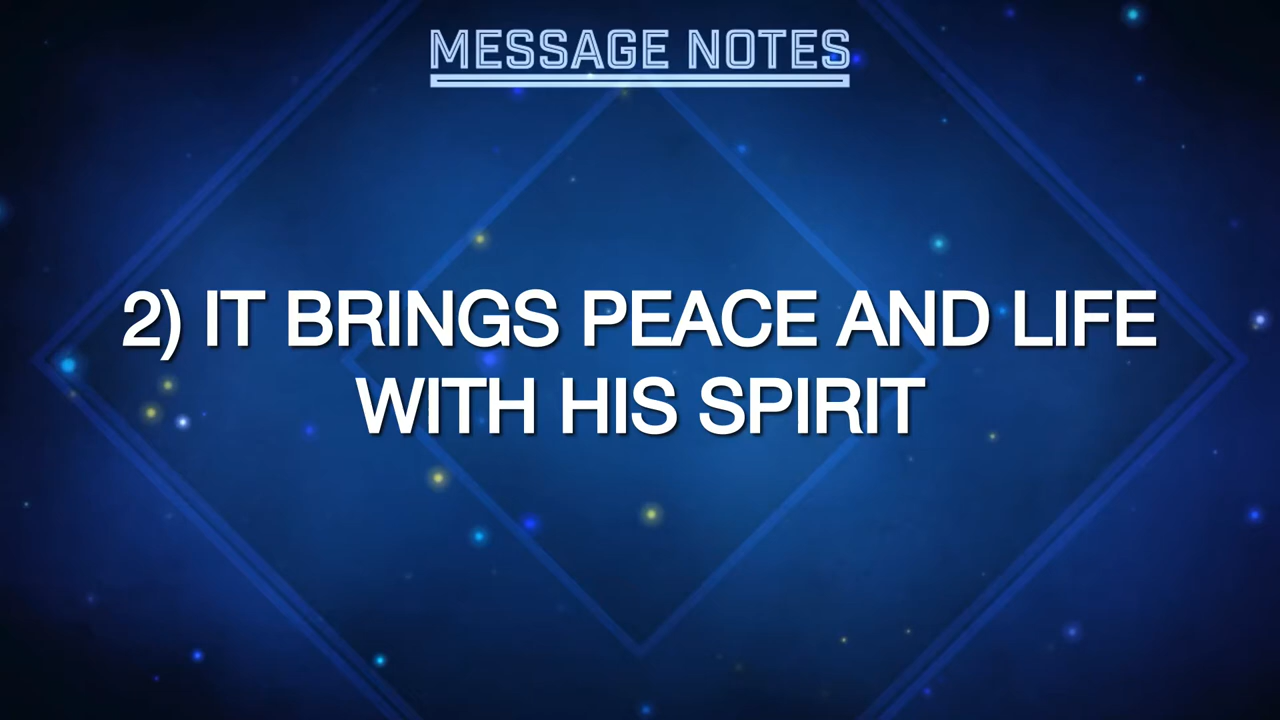 MESSAGE NOTES
2) IT BRINGS PEACE AND LIFE
WITH HIS SPIRIT